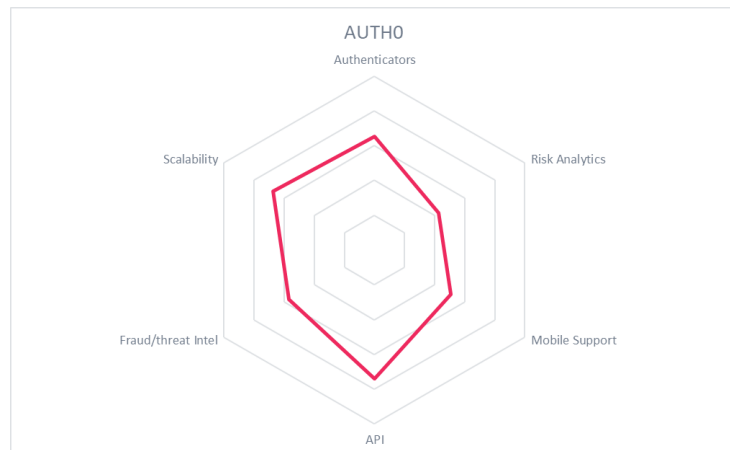 AUTH0
Authenticators
Scalability
Risk Analytics
Fraud/threat Intel
Mobile Support
API